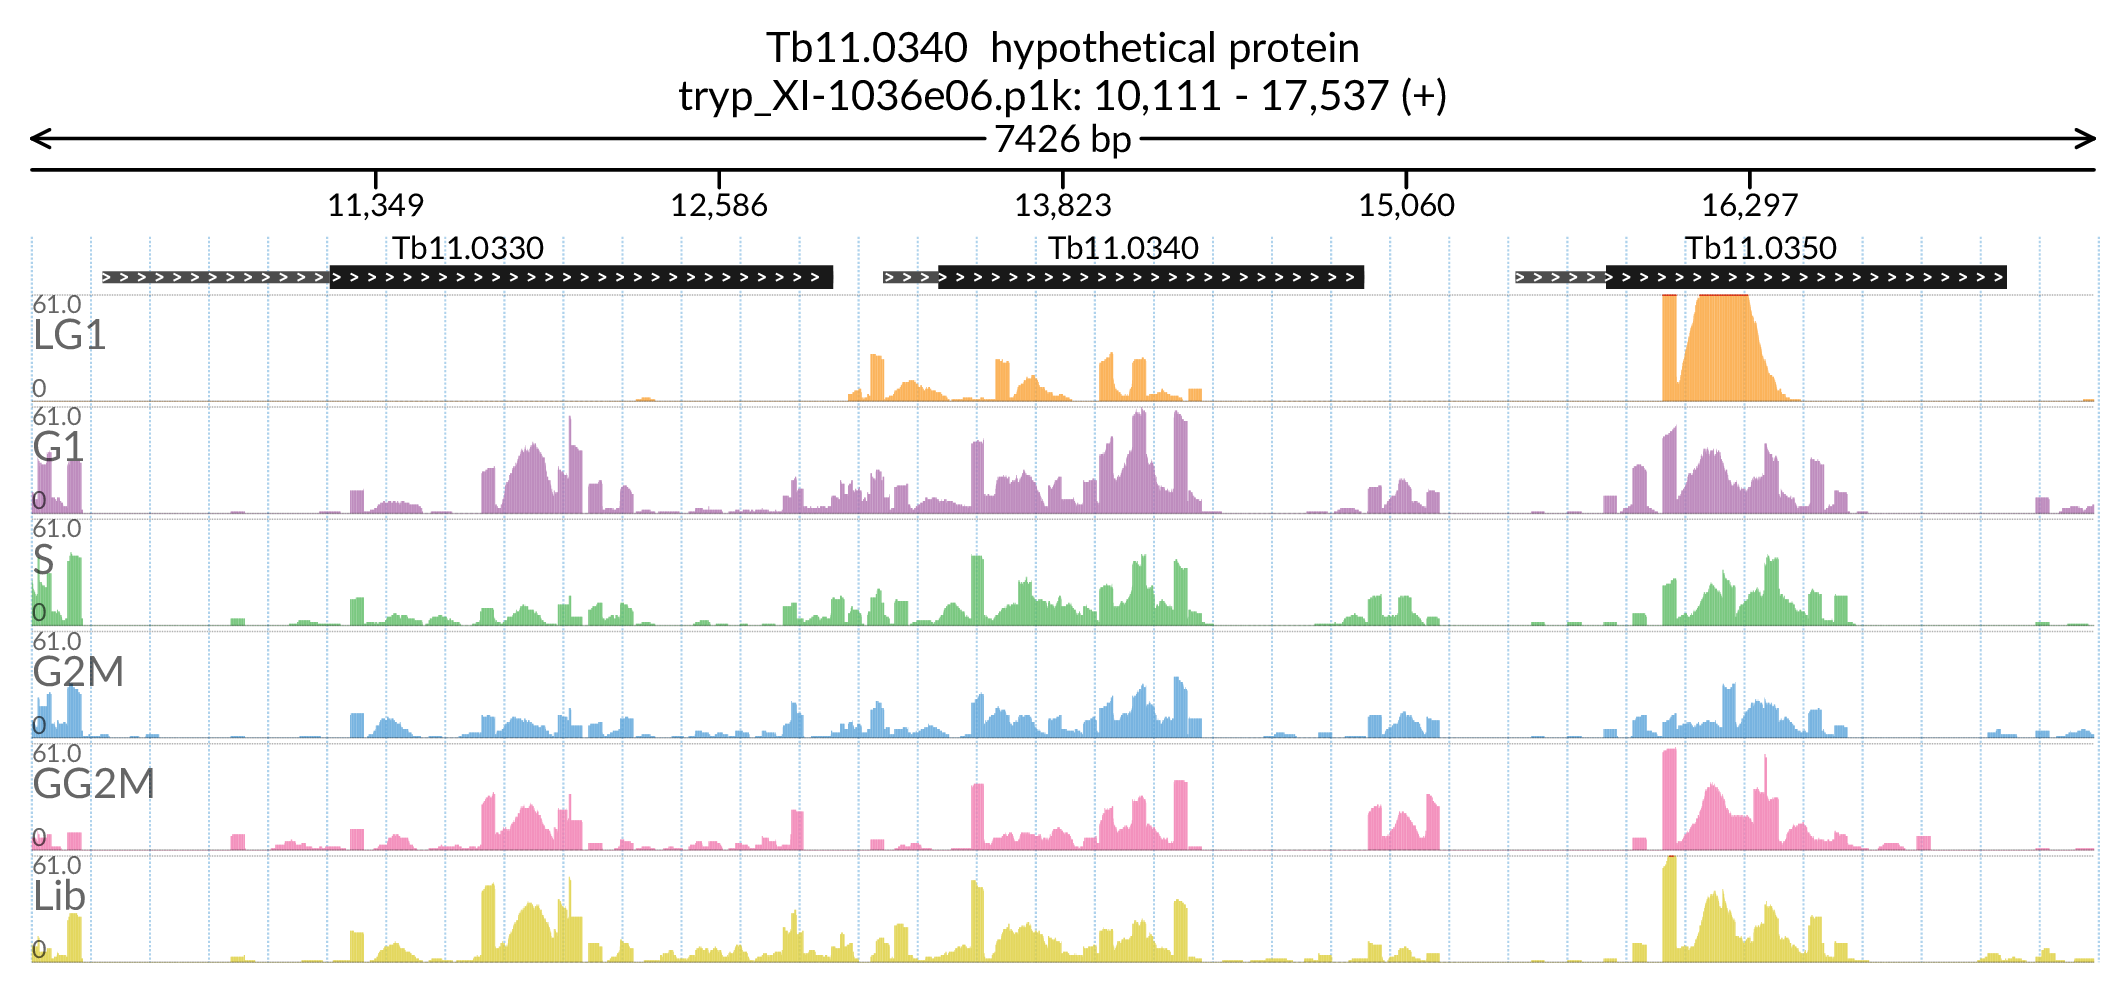 Tb11.0340  hypothetical protein
tryp_XI-1036e06.p1k: 10,111 - 17,537 (+)
7426 bp
11,349 12,586 13,823 15,060 16,297
Tb11.0330 Tb11.0340 Tb11.0350
61.0
LG1
0
61.0
G1
0
61.0
S
0
61.0
G2M
0
61.0
GG2M
0
61.0
Lib
0